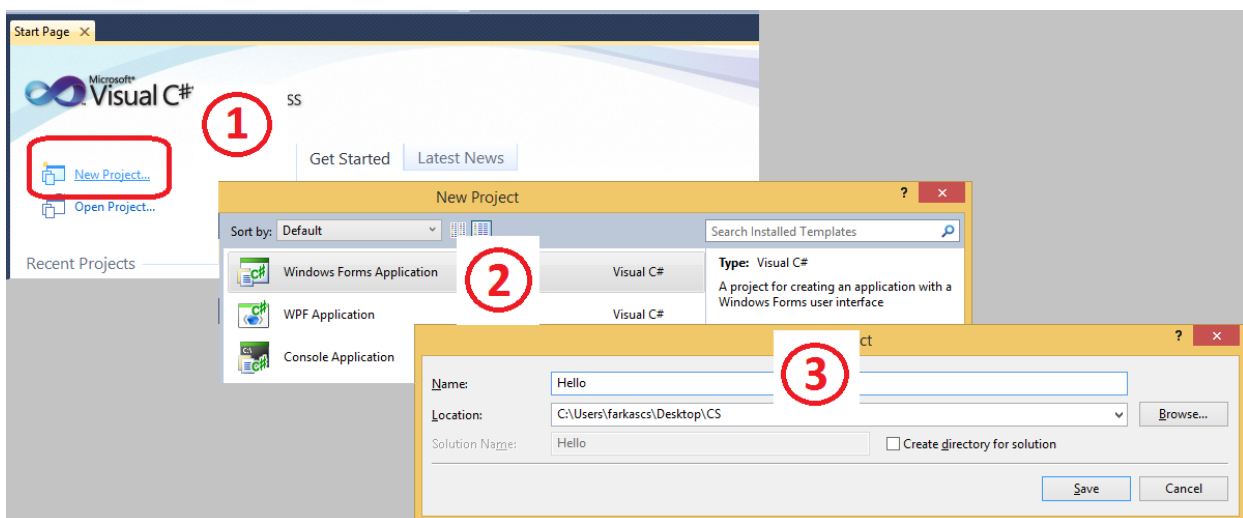 Start Page
Microsoft®
Visual C#
ss
1
New Project...
Get Started Latest News
Open Project...
Recent Projects
New Project ?
Sort by: Default Search Installed Templates
Windows Forms Application Visual C# Type: Visual C#
A project for creating an application with a
Windows Forms user interface
2
WPF Application Visual C#
Console Application
ct ?
3
Name: Hello
Location: C:\Users\farkascs\Desktop\CS Browse...
Solution Name: Hello Create directory for solution
Save Cancel